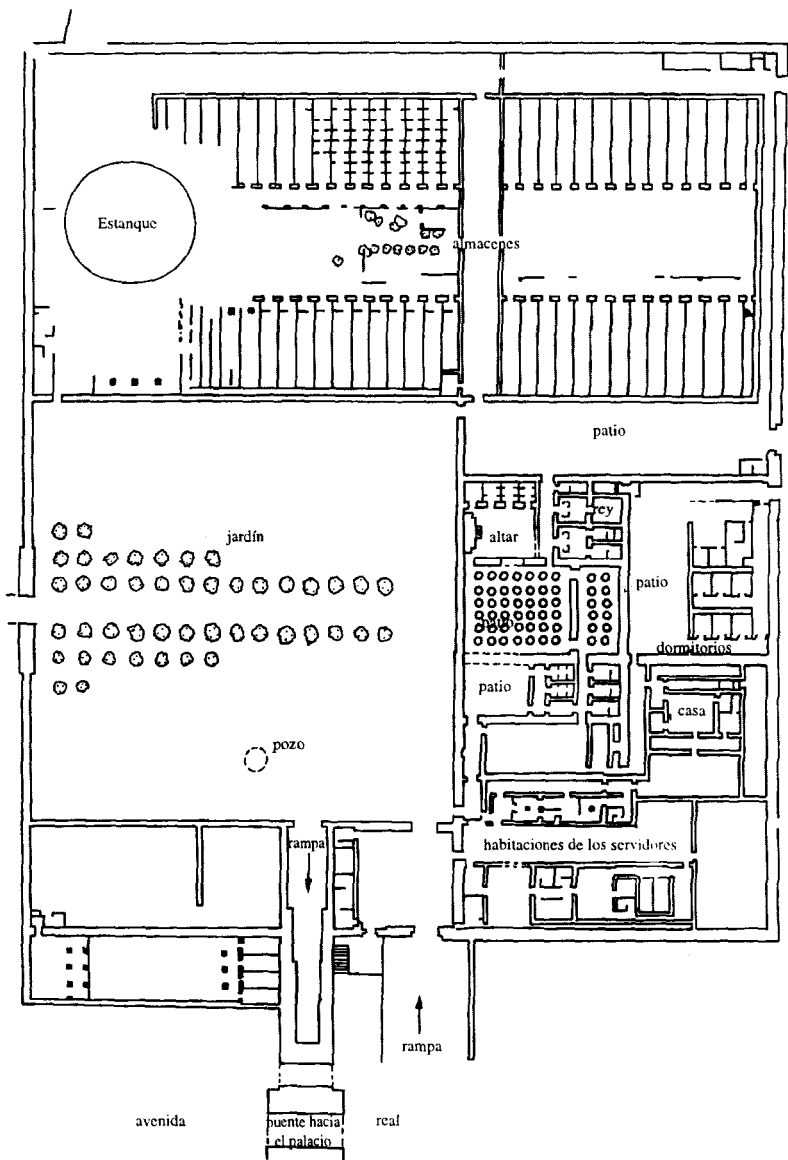 Estanque
almacenes
patio
rey
jardín
altar
patio
patio
dormitorios
patio
casa
pozo
rampa
habitaciones de los servidores
rampa
avenida
puente hacia
el palacio
real